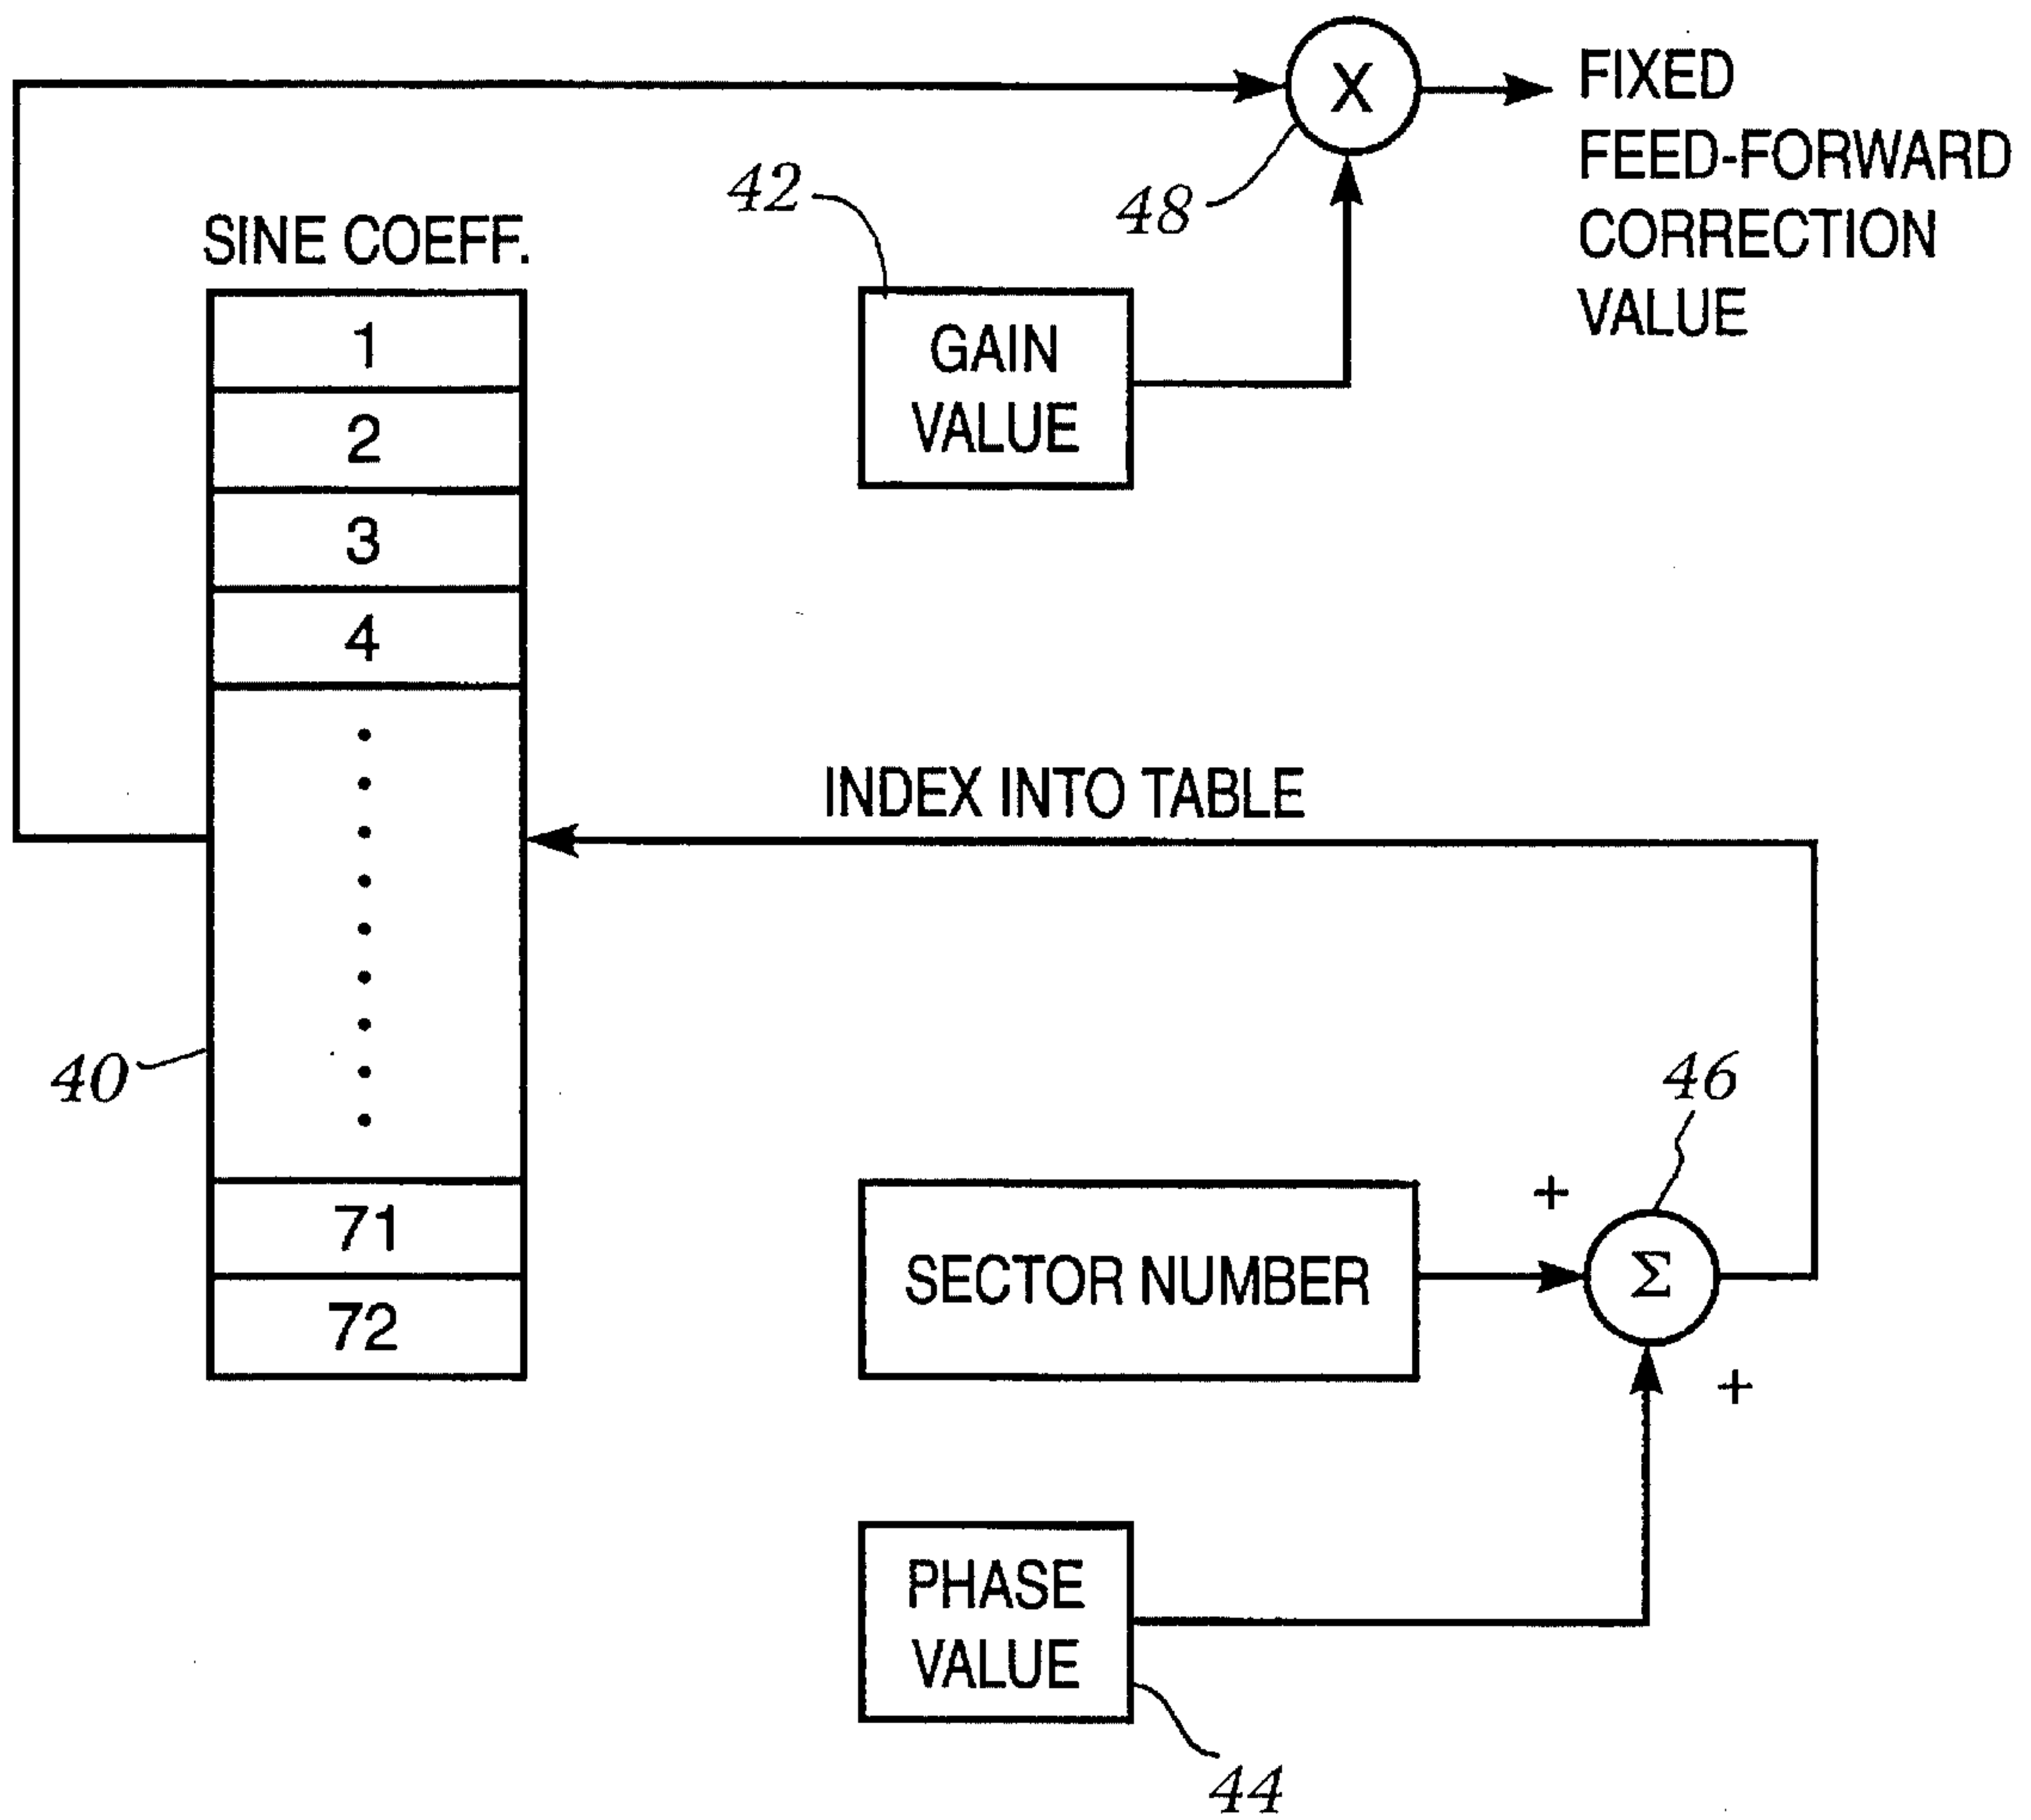 X
FIXED
FEED-FORWARD
CORRECTION
VALUE
42
48
SINE COEFF.
1
2
3
4
GAIN
VALUE
INDEX INTO TABLE
40
46
71
72
SECTOR NUMBER
+
Σ
+
PHASE
VALUE
44